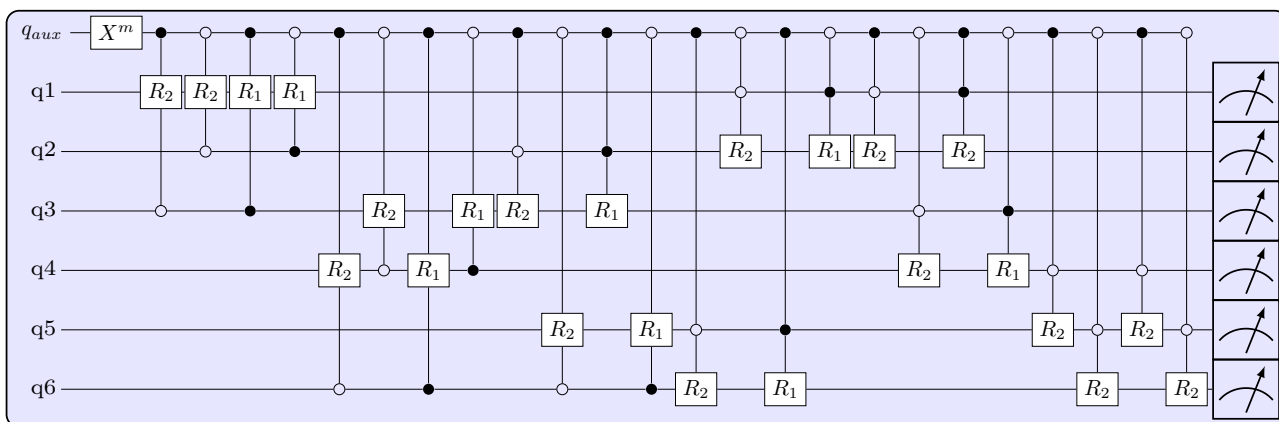 q_aux X^m
q1 R_2 R_2 R_1 R_1
q2 R_2 R_1 R_2 R_2
q3 R_2 R_1 R_2 R_1
q4 R_2 R_1 R_2 R_1
q5 R_2 R_1 R_2 R_2
q6 R_2 R_1 R_2 R_2